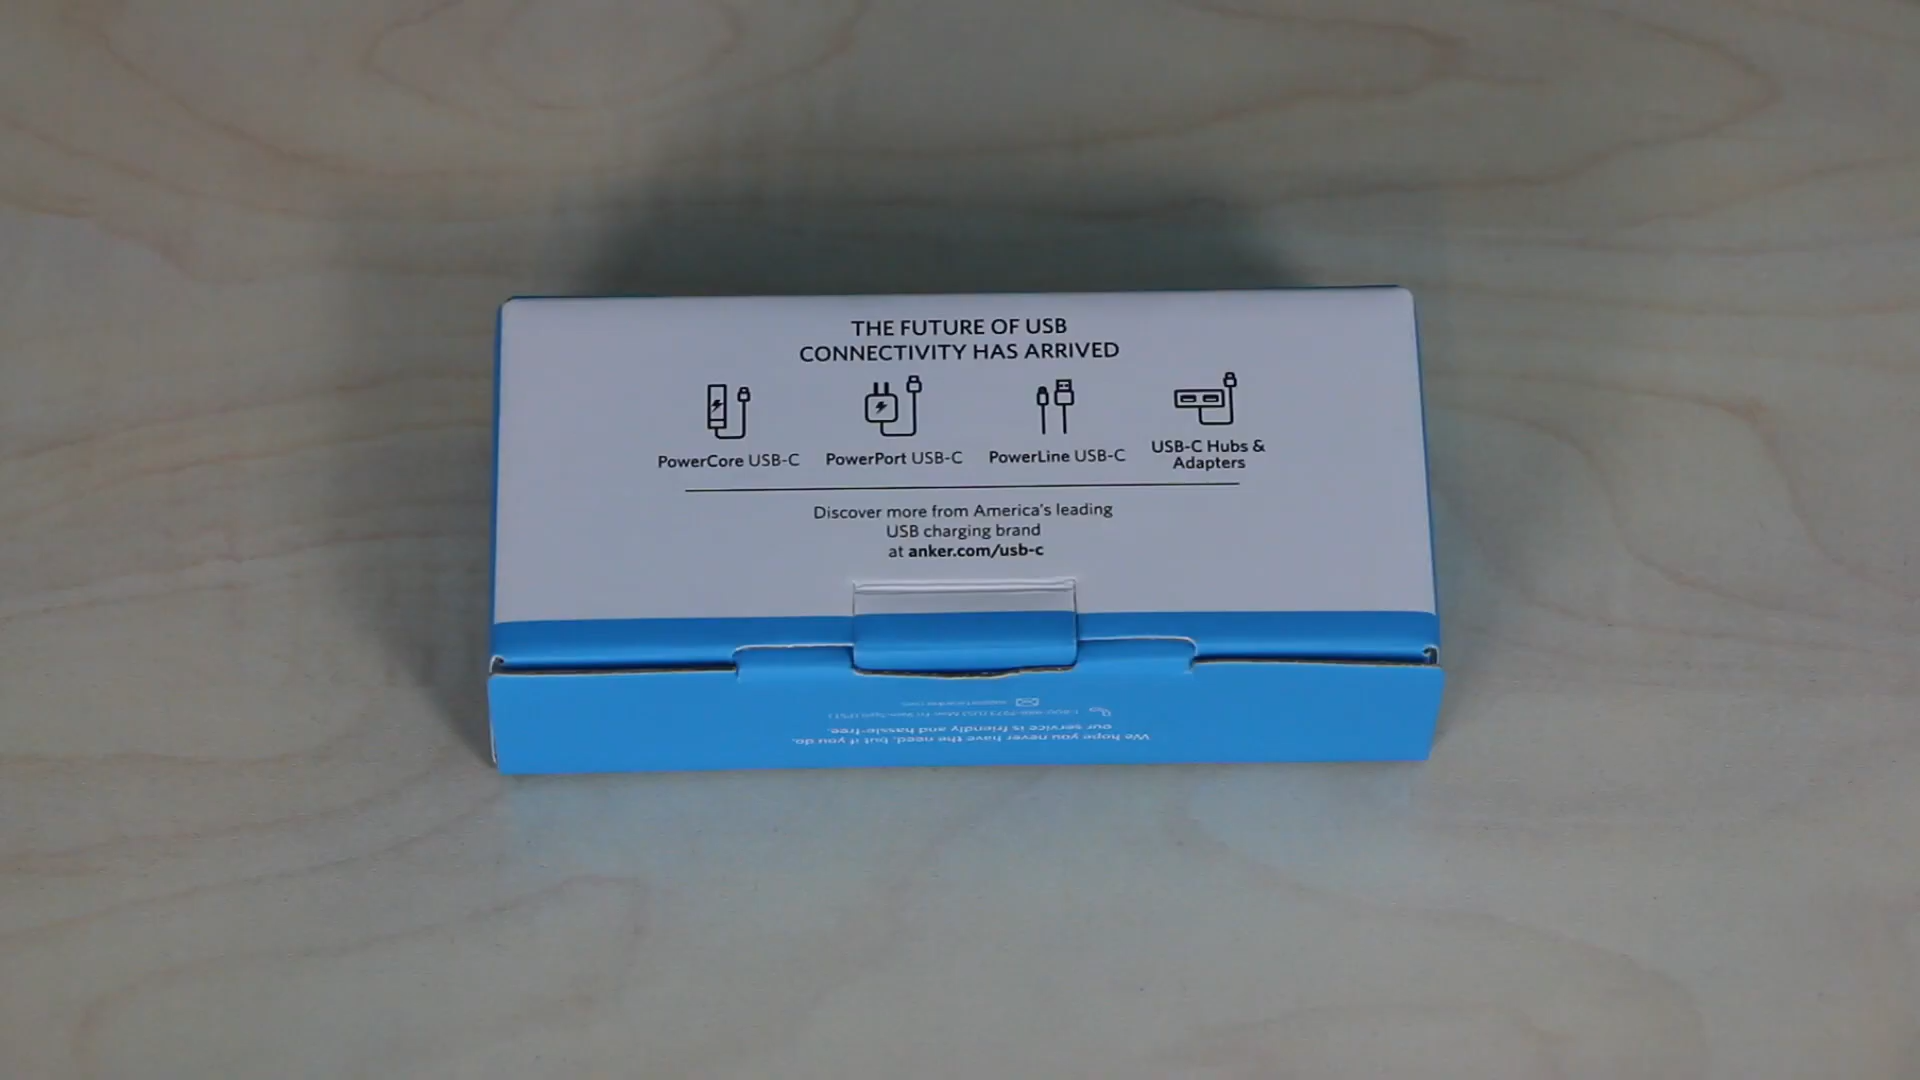 THE FUTURE OF USB
CONNECTIVITY HAS ARRIVED
PowerCore USB-C
PowerPort USB-C
PowerLine USB-C
USB-C Hubs &
Adapters
Discover more from America's leading
USB charging brand
at anker.com/usb-c
We hope you never have the need, but if you do,
our service is friendly and hassle-free.